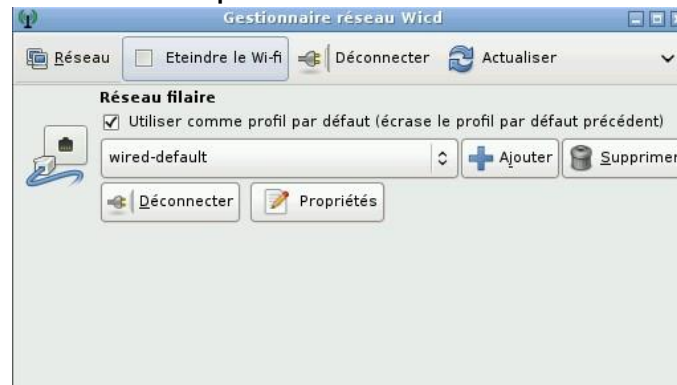 Gestionnaire réseau Wicd
Réseau Eteindre le Wi-fi Déconnecter Actualiser
Réseau filaire
Utiliser comme profil par défaut (écrase le profil par défaut précédent)
wired-default Ajouter Supprimer
Déconnecter Propriétés